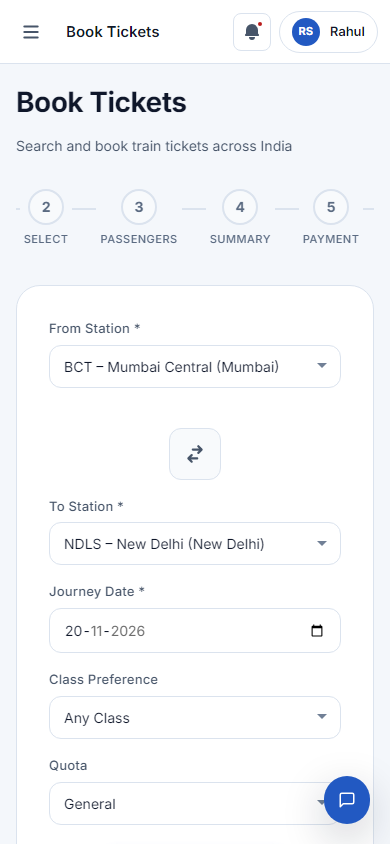 Book Tickets
RS Rahul
Book Tickets
Search and book train tickets across India
2 3 4 5
SELECT PASSENGERS SUMMARY PAYMENT
From Station *
BCT – Mumbai Central (Mumbai)
To Station *
NDLS – New Delhi (New Delhi)
Journey Date *
20-11-2026
Class Preference
Any Class
Quota
General